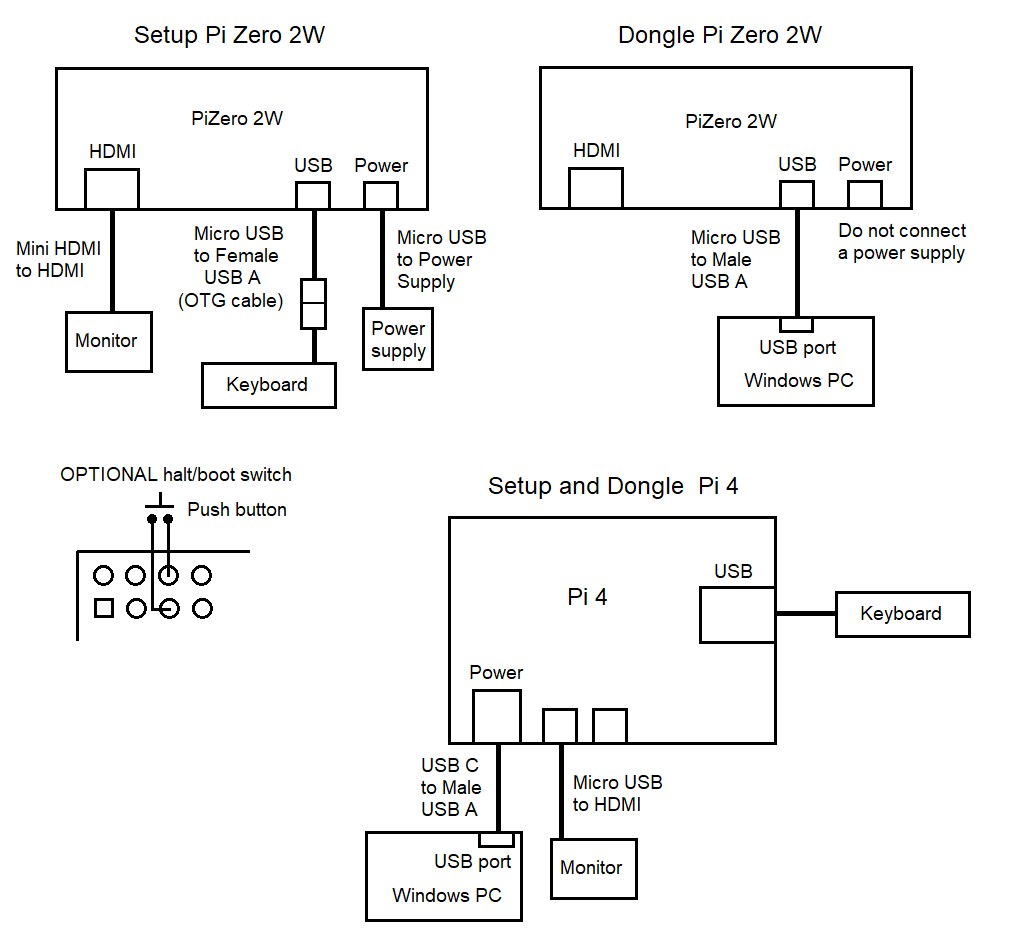 Setup Pi Zero 2W
PiZero 2W
HDMI
USB
Power
Mini HDMI
to HDMI
Micro USB
to Female
USB A
(OTG cable)
Micro USB
to Power
Supply
Monitor
Power
supply
Keyboard
Dongle Pi Zero 2W
PiZero 2W
HDMI
USB
Power
Micro USB
to Male
USB A
Do not connect
a power supply
USB port
Windows PC
OPTIONAL halt/boot switch
Push button
Setup and Dongle Pi 4
Pi 4
USB
Keyboard
Power
USB C
to Male
USB A
Micro USB
to HDMI
USB port
Windows PC
Monitor